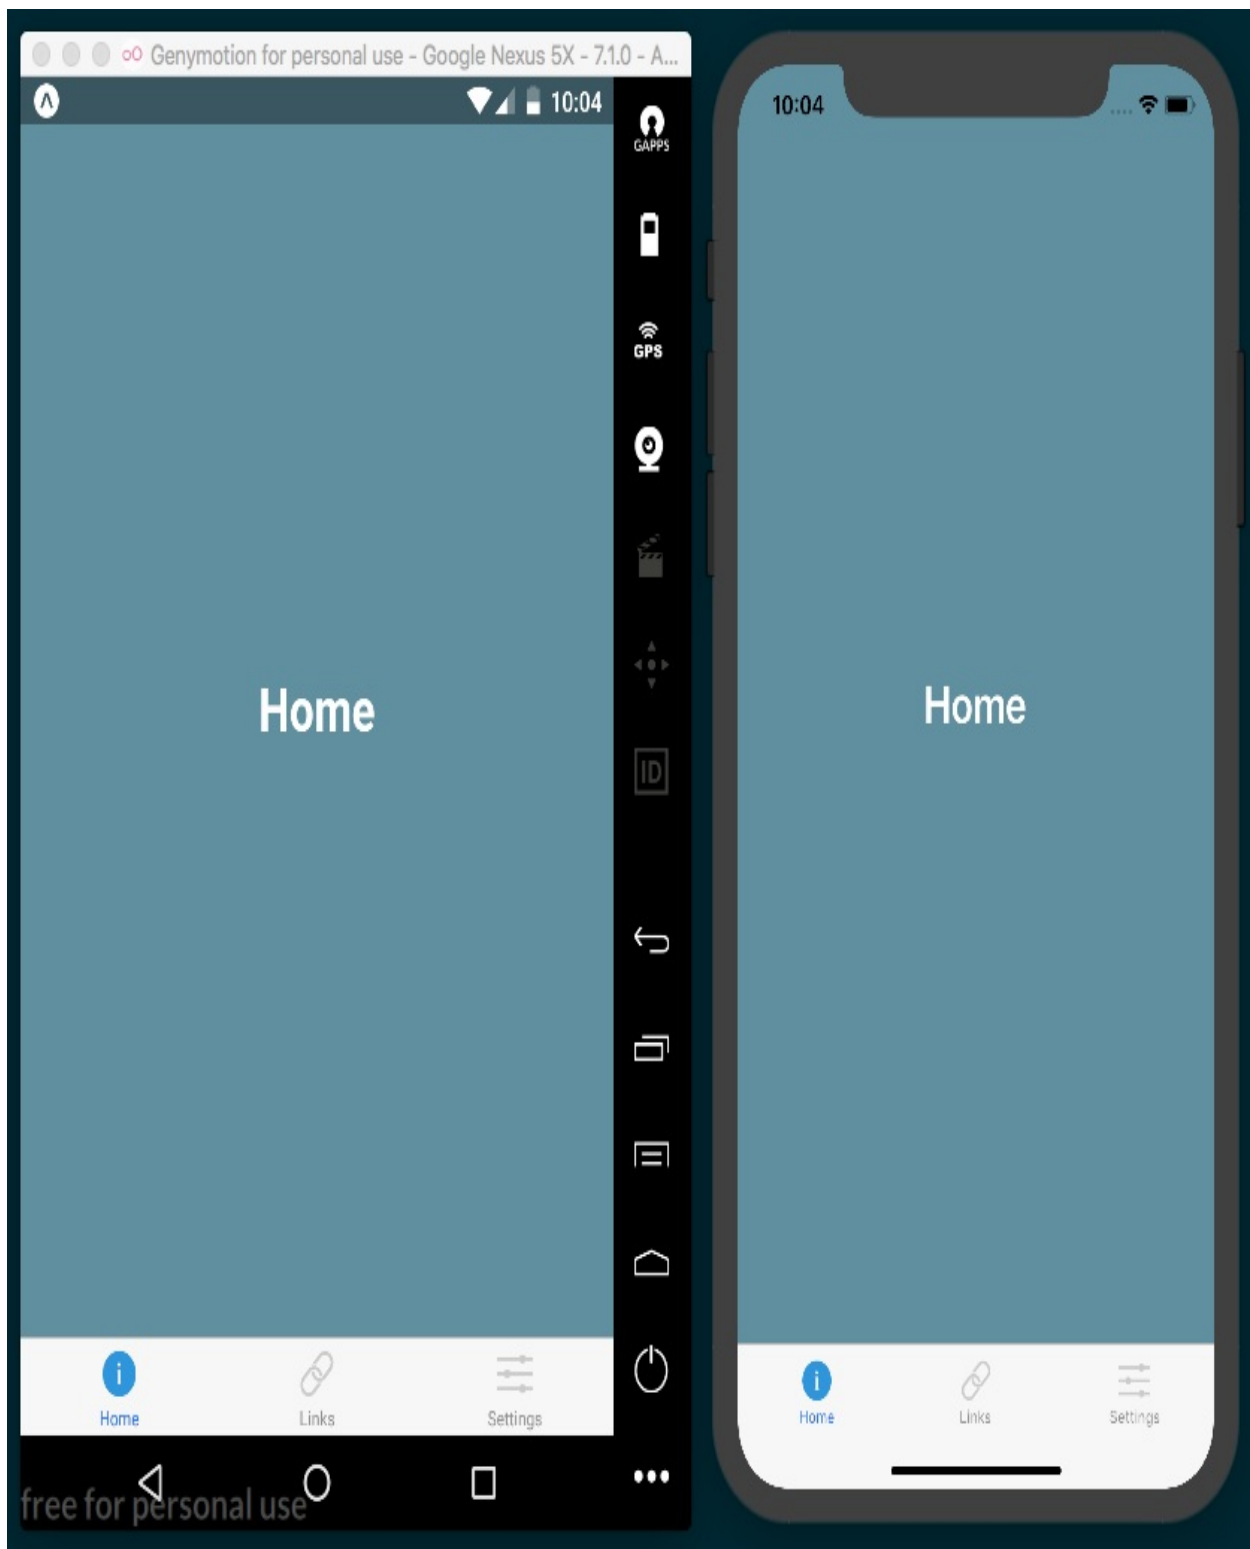 Genymotion for personal use - Google Nexus 5X - 7.1.0 - A...
10:04
GAPPS
GPS
ID
Home
Home
Links
Settings
free for personal use
10:04
Home
Home
Links
Settings